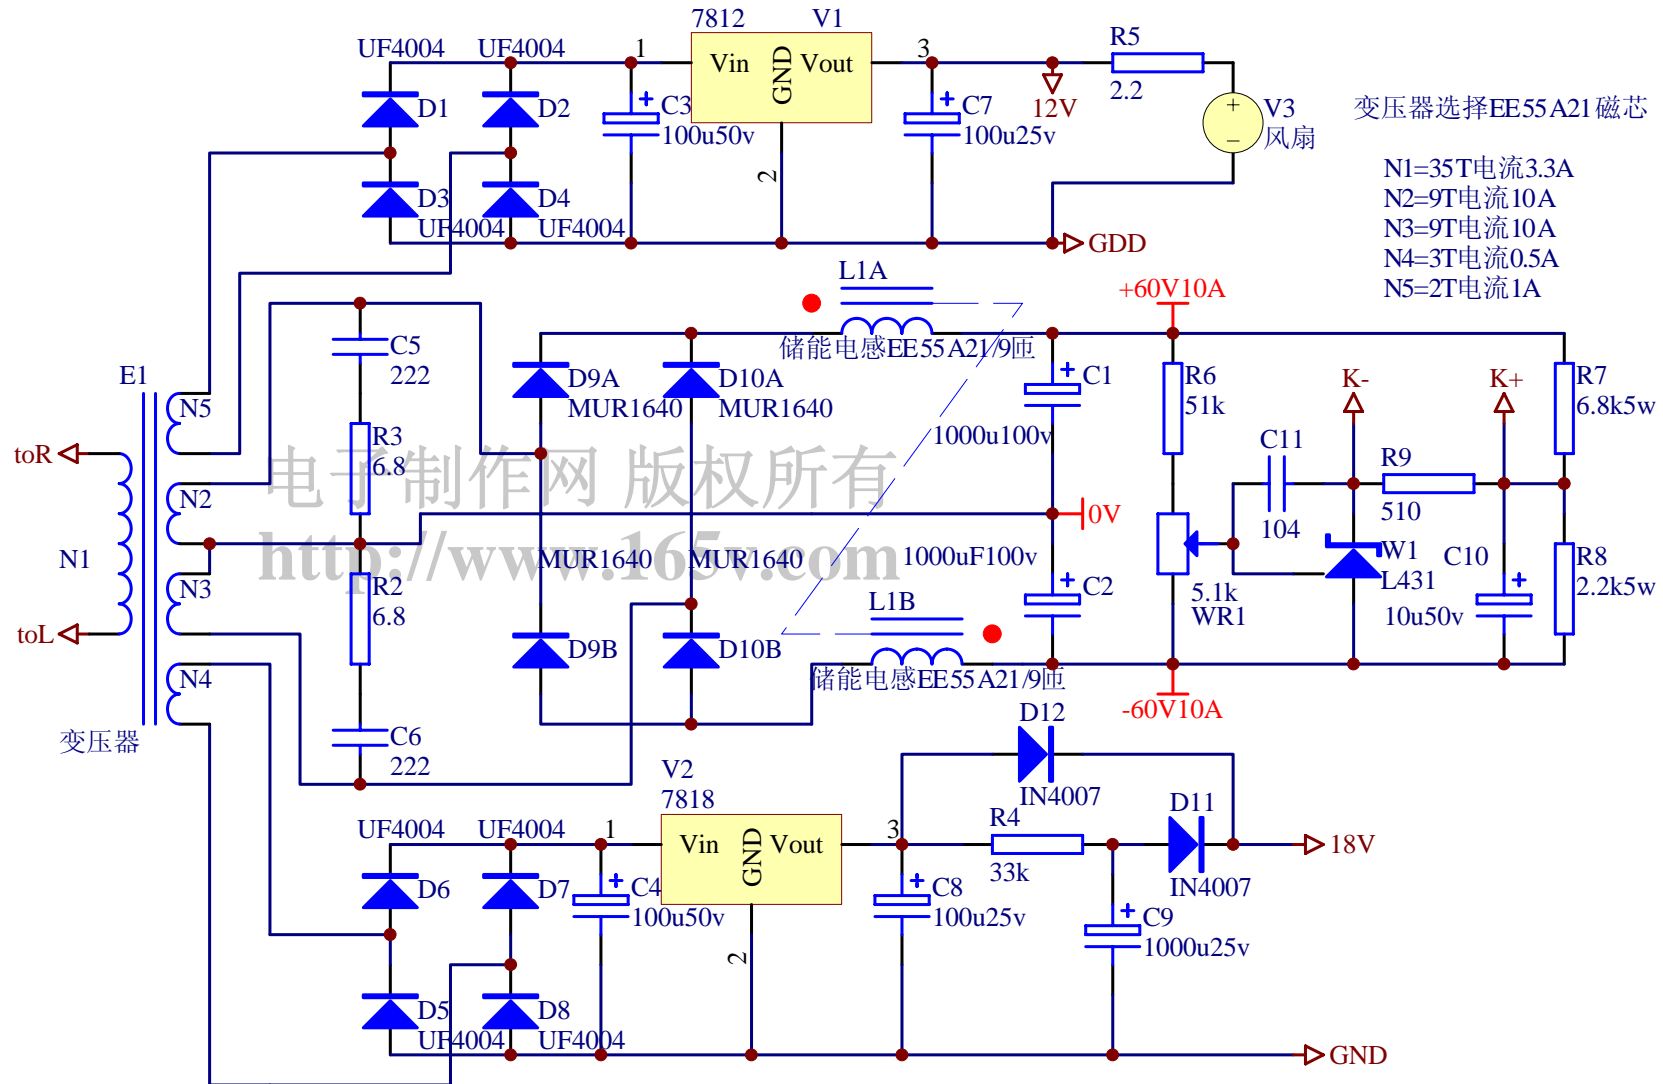 7812
V1
UF4004
UF4004
1
Vin
GND
Vout
3
R5
2.2
D1
D2
C3
100u50v
C7
100u25v
12V
V3
风扇
变压器选择EE55A21磁芯
2
D3
UF4004
D4
UF4004
GDD
N1=35T电流3.3A
N2=9T电流10A
N3=9T电流10A
N4=3T电流0.5A
N5=2T电流1A
L1A
储能电感EE55A21/9匝
+60V10A
C5
222
E1
N5
D9A
MUR1640
D10A
MUR1640
C1
1000u100v
R6
51k
K-
K+
R7
6.8k5w
toR
R3
6.8
电子制作网 版权所有
C11
104
R9
510
N2
0V
N1
http://www.165v.com
MUR1640
MUR1640
1000uF100v
C2
W1
L431
C10
10u50v
R8
2.2k5w
N3
R2
6.8
5.1k
WR1
toL
L1B
D9B
D10B
储能电感EE55A21/9匝
-60V10A
N4
变压器
C6
222
D12
IN4007
V2
7818
UF4004
UF4004
1
Vin
GND
Vout
3
R4
33k
D11
IN4007
18V
D6
D7
C4
100u50v
C8
100u25v
C9
1000u25v
2
D5
UF4004
D8
UF4004
GND